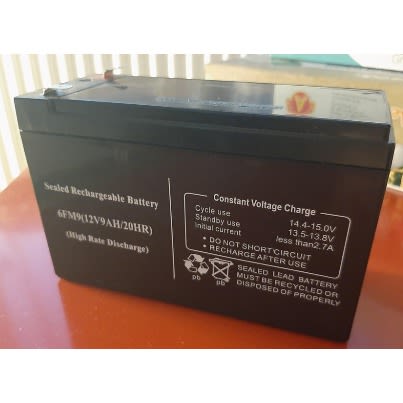 Sealed Rechargeable Battery
6FM9(12V9AH/20HR)
(High Rate Discharge)
Constant Voltage Charge
Cycle use 14.4-15.0V
Standby use 13.5-13.8V
Initial current less than2.7A
• DO NOT SHORT'CIRCUIT
• RECHARGE AFTER USE
pb pb
SEALED LEAD BATTERY
MUST BE RECYCLED OR
DISPOSED OF PROPERLY